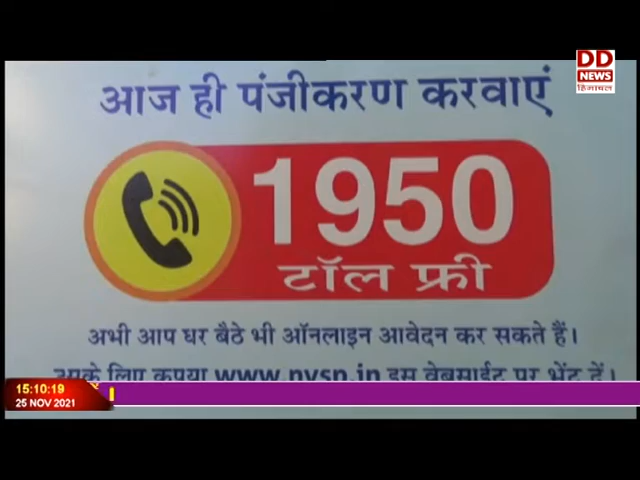 DD
NEWS
हिमाचल
आज ही पंजीकरण करवाएं
1950
टॉल फ्री
अभी आप घर बैठे भी ऑनलाइन आवेदन कर सकते हैं।
के लिए कृपया www.nvsp.in इस वेबसाईट पर भेंट दें।
15:10:19
25 NOV 2021